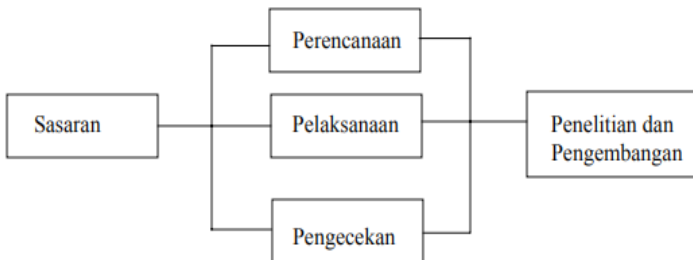 Perencanaan
Sasaran
Pelaksanaan
Penelitian dan
Pengembangan
Pengecekan